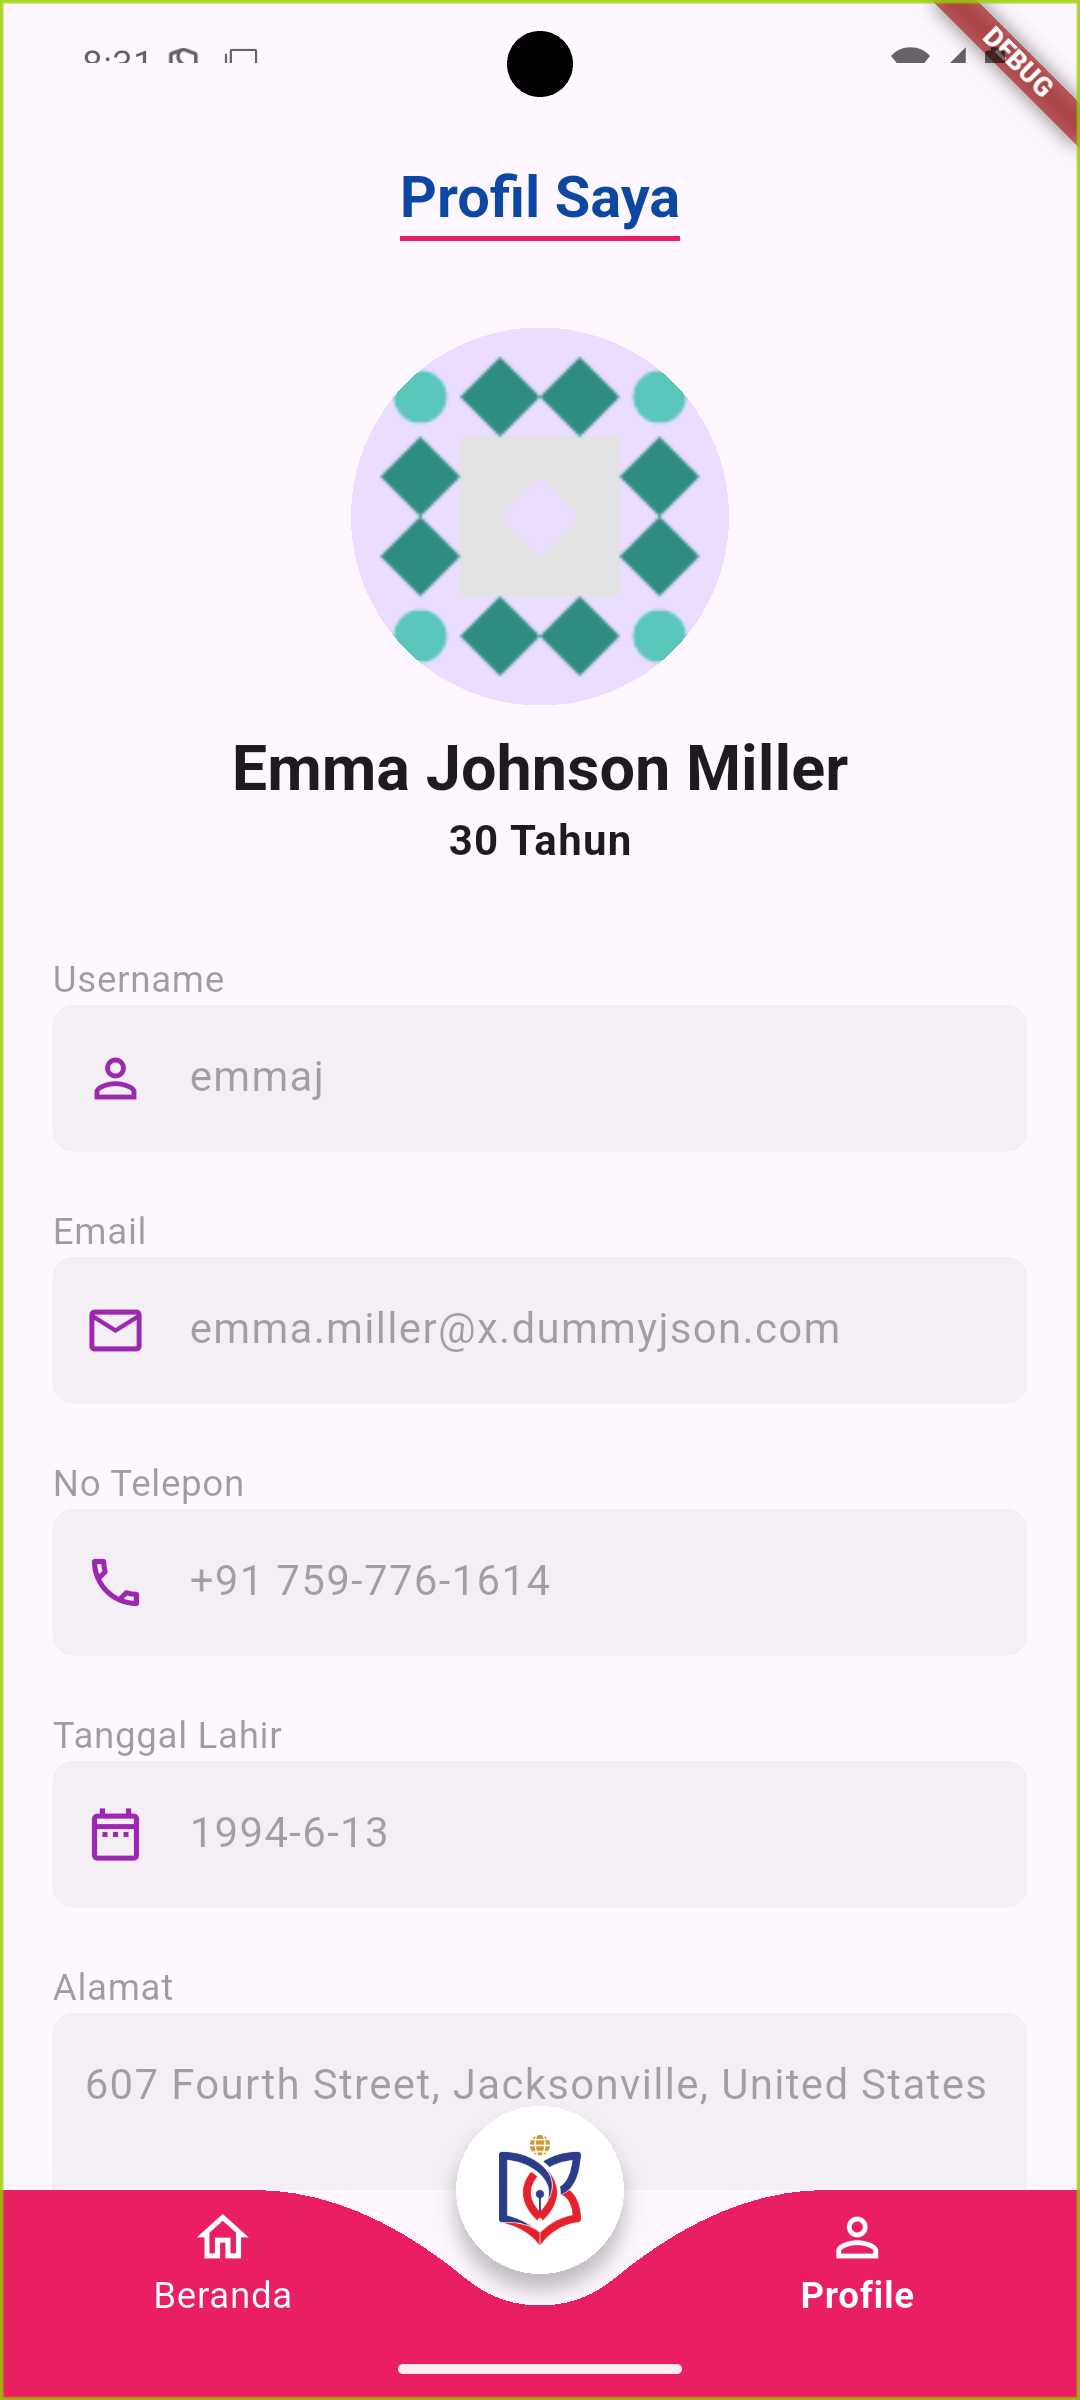 8:31
DEBUG
Profil Saya
Emma Johnson Miller
30 Tahun
Username
emmaj
Email
emma.miller@x.dummyjson.com
No Telepon
+91 759-776-1614
Tanggal Lahir
1994-6-13
Alamat
607 Fourth Street, Jacksonville, United States
Beranda
Profile